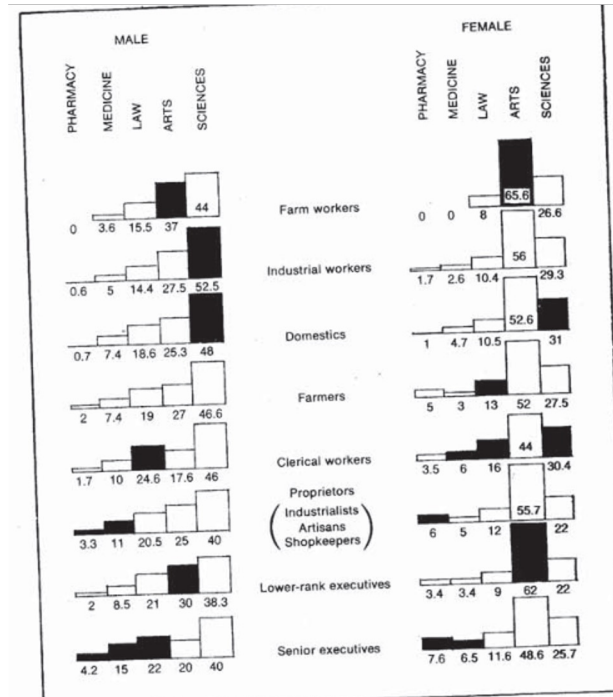 MALE
FEMALE
PHARMACY MEDICINE LAW ARTS SCIENCES
PHARMACY MEDICINE LAW ARTS SCIENCES
0 3.6 15.5 37 44
Farm workers
0 0 8 65.6 26.6
0.6 5 14.4 27.5 52.5
Industrial workers
1.7 2.6 10.4 56 29.3
0.7 7.4 18.6 25.3 48
Domestics
1 4.7 10.5 52.6 31
2 7.4 19 27 46.6
Farmers
5 3 13 52 27.5
1.7 10 24.6 17.6 46
Clerical workers
3.5 6 16 44 30.4
3.3 11 20.5 25 40
Proprietors
(Industrialists
Artisans
Shopkeepers)
6 5 12 55.7 22
2 8.5 21 30 38.3
Lower-rank executives
3.4 3.4 9 62 22
4.2 15 22 20 40
Senior executives
7.6 6.5 11.6 48.6 25.7